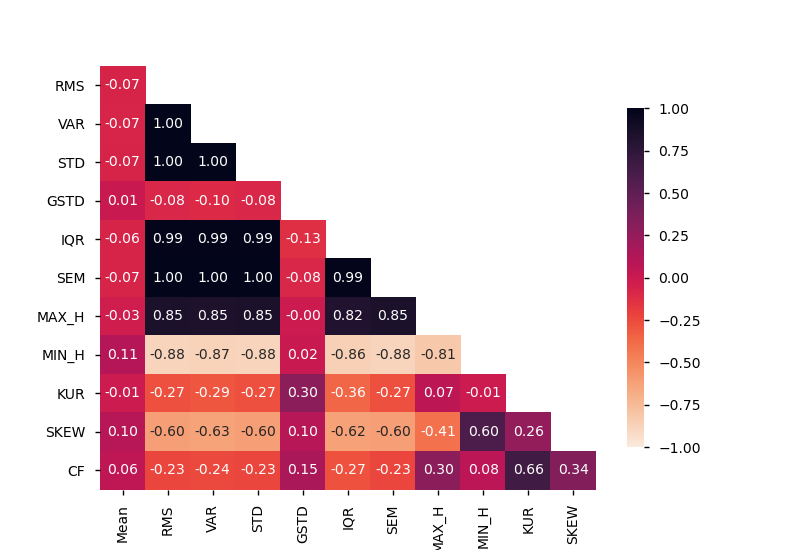 RMS -0.07
VAR -0.07 1.00
STD -0.07 1.00 1.00
GSTD 0.01 -0.08 -0.10 -0.08
IQR -0.06 0.99 0.99 0.99 -0.13
SEM -0.07 1.00 1.00 1.00 -0.08 0.99
MAX_H -0.03 0.85 0.85 0.85 -0.00 0.82 0.85
MIN_H 0.11 -0.88 -0.87 -0.88 0.02 -0.86 -0.88 -0.81
KUR -0.01 -0.27 -0.29 -0.27 0.30 -0.36 -0.27 0.07 -0.01
SKEW 0.10 -0.60 -0.63 -0.60 0.10 -0.62 -0.60 -0.41 0.60 0.26
CF 0.06 -0.23 -0.24 -0.23 0.15 -0.27 -0.23 0.30 0.08 0.66 0.34
Mean RMS VAR STD GSTD IQR SEM MAX_H MIN_H KUR SKEW
1.00
0.75
0.50
0.25
0.00
−0.25
−0.50
−0.75
−1.00